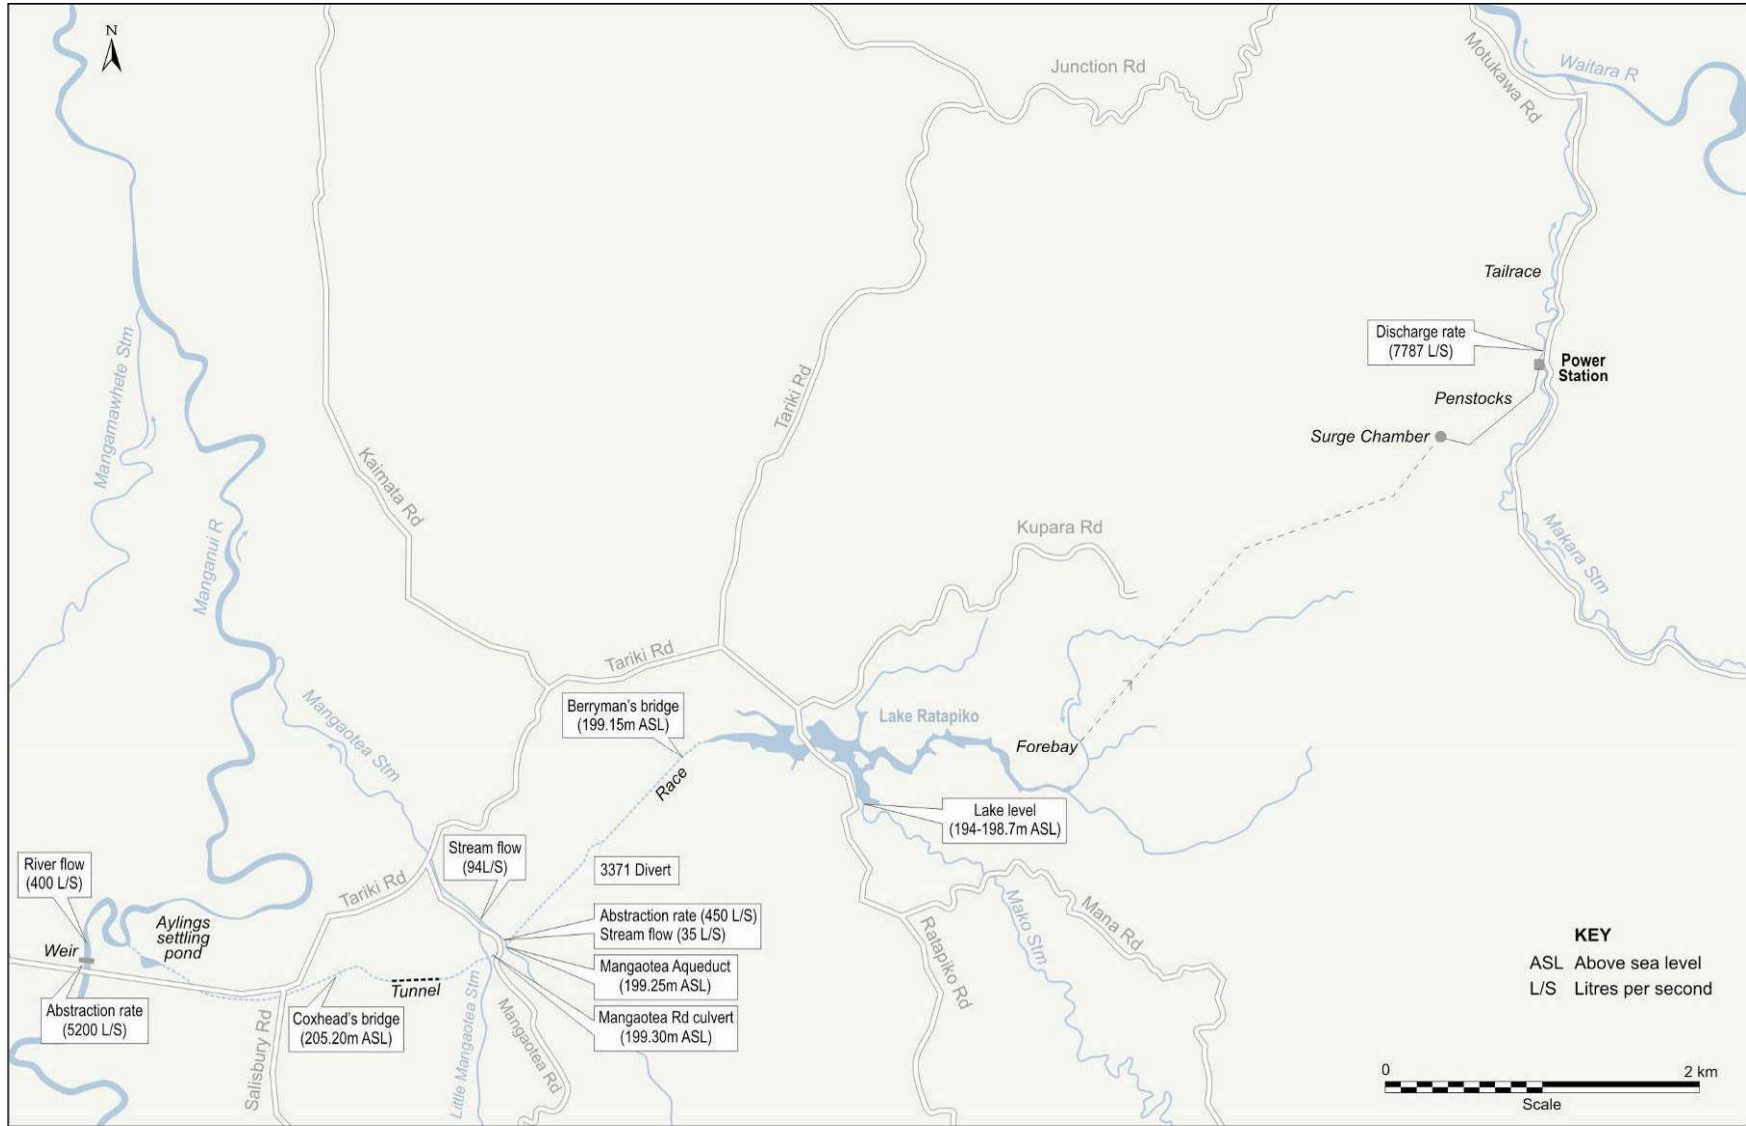 N
Junction Rd
Motukawa Rd
Waitara R
Tailrace
Discharge rate
(7787 L/S)
Power
Station
Penstocks
Surge Chamber
Mangamawhete Stm
Tariki Rd
Kaimata Rd
Manganui R
Kupara Rd
Makara Stm
Tariki Rd
Mangaotea Stm
Berryman's bridge
(199.15m ASL)
Lake Ratapiko
Forebay
Race
Lake level
(194-198.7m ASL)
Stream flow
(94L/S)
River flow
(400 L/S)
3371 Divert
Tariki Rd
Aylings
settling
pond
Weir
Abstraction rate (450 L/S)
Stream flow (35 L/S)
Ratapiko Rd
Mako Stm
Mana Rd
KEY
ASL Above sea level
L/S Litres per second
Mangaotea Aqueduct
(199.25m ASL)
Tunnel
Abstraction rate
(5200 L/S)
Coxhead's bridge
(205.20m ASL)
Mangaotea Rd culvert
(199.30m ASL)
Salisbury Rd
Little Mangaotea Stm
Mangaotea Rd
0 2 km
Scale